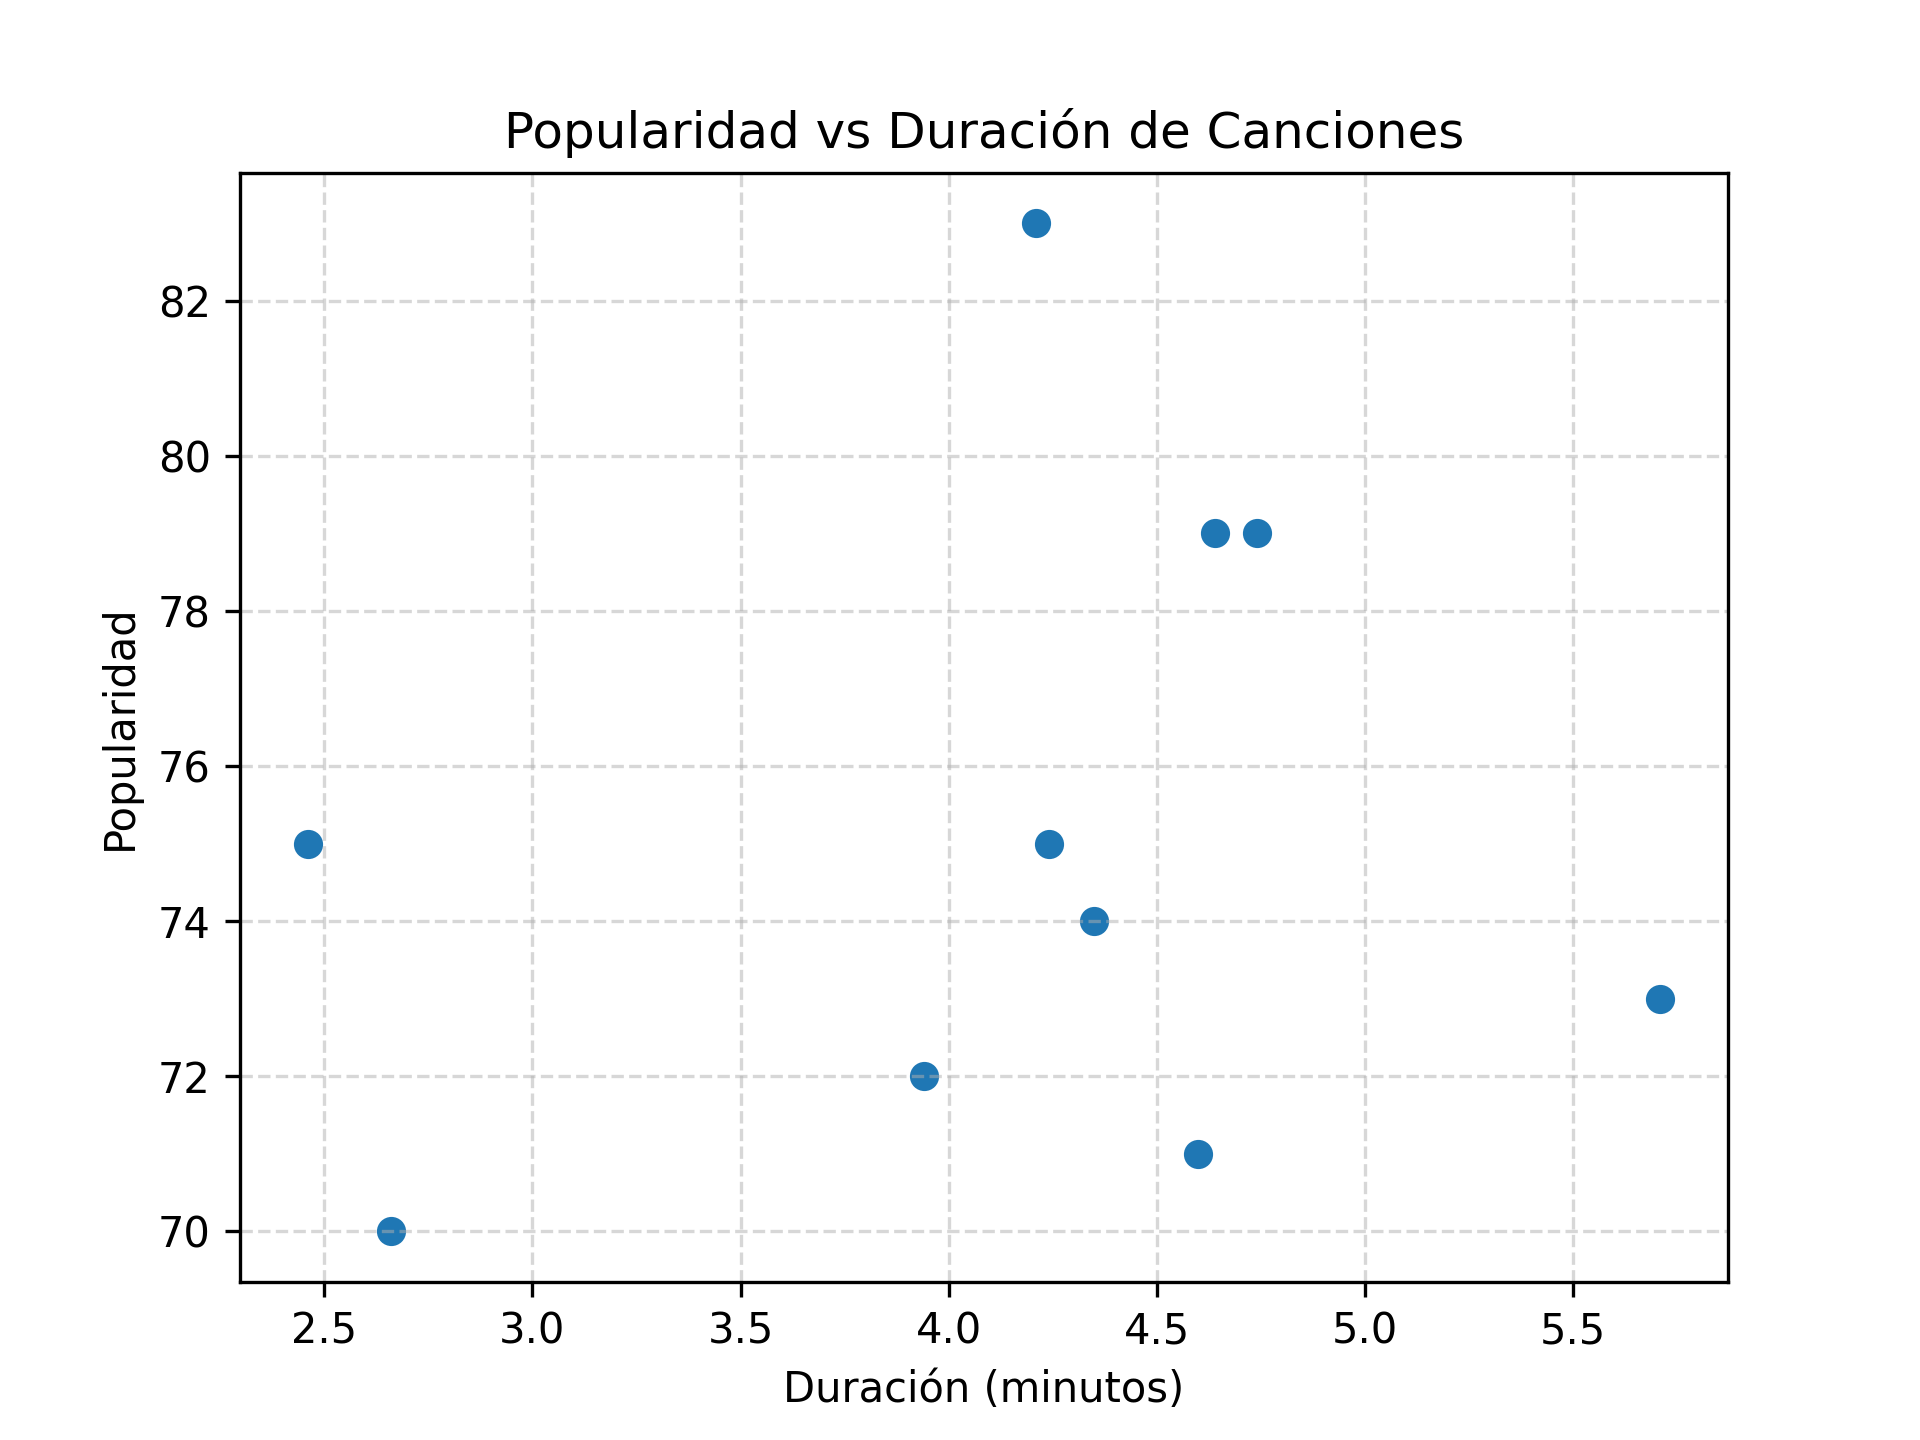 Popularidad vs Duración de Canciones
82
80
78
76
74
72
70
Popularidad
2.5 3.0 3.5 4.0 4.5 5.0 5.5
Duración (minutos)